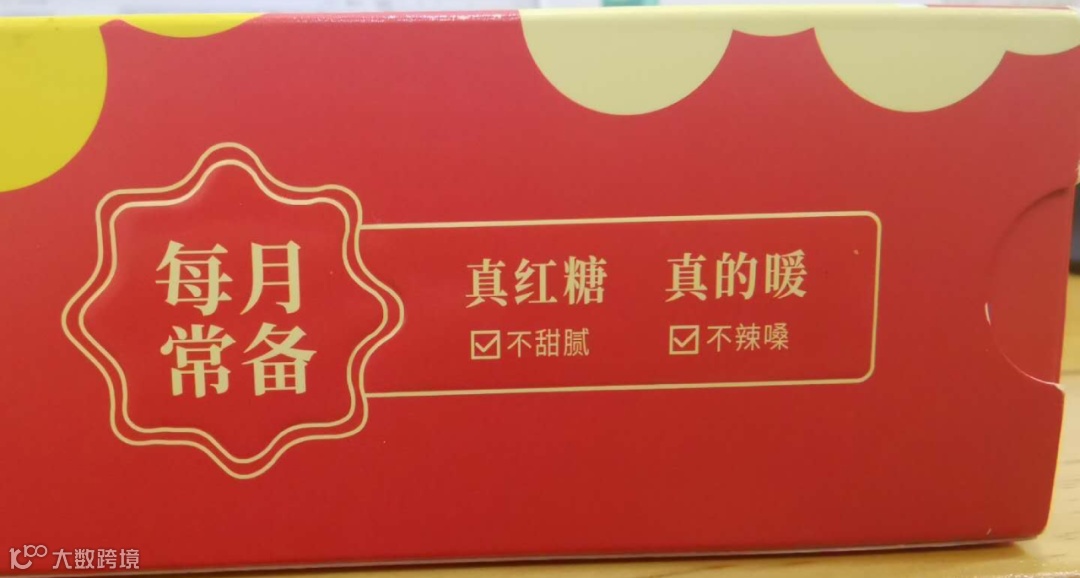 每月
常备
真红糖 真的暖
不甜腻 不辣嗓
大数跨境